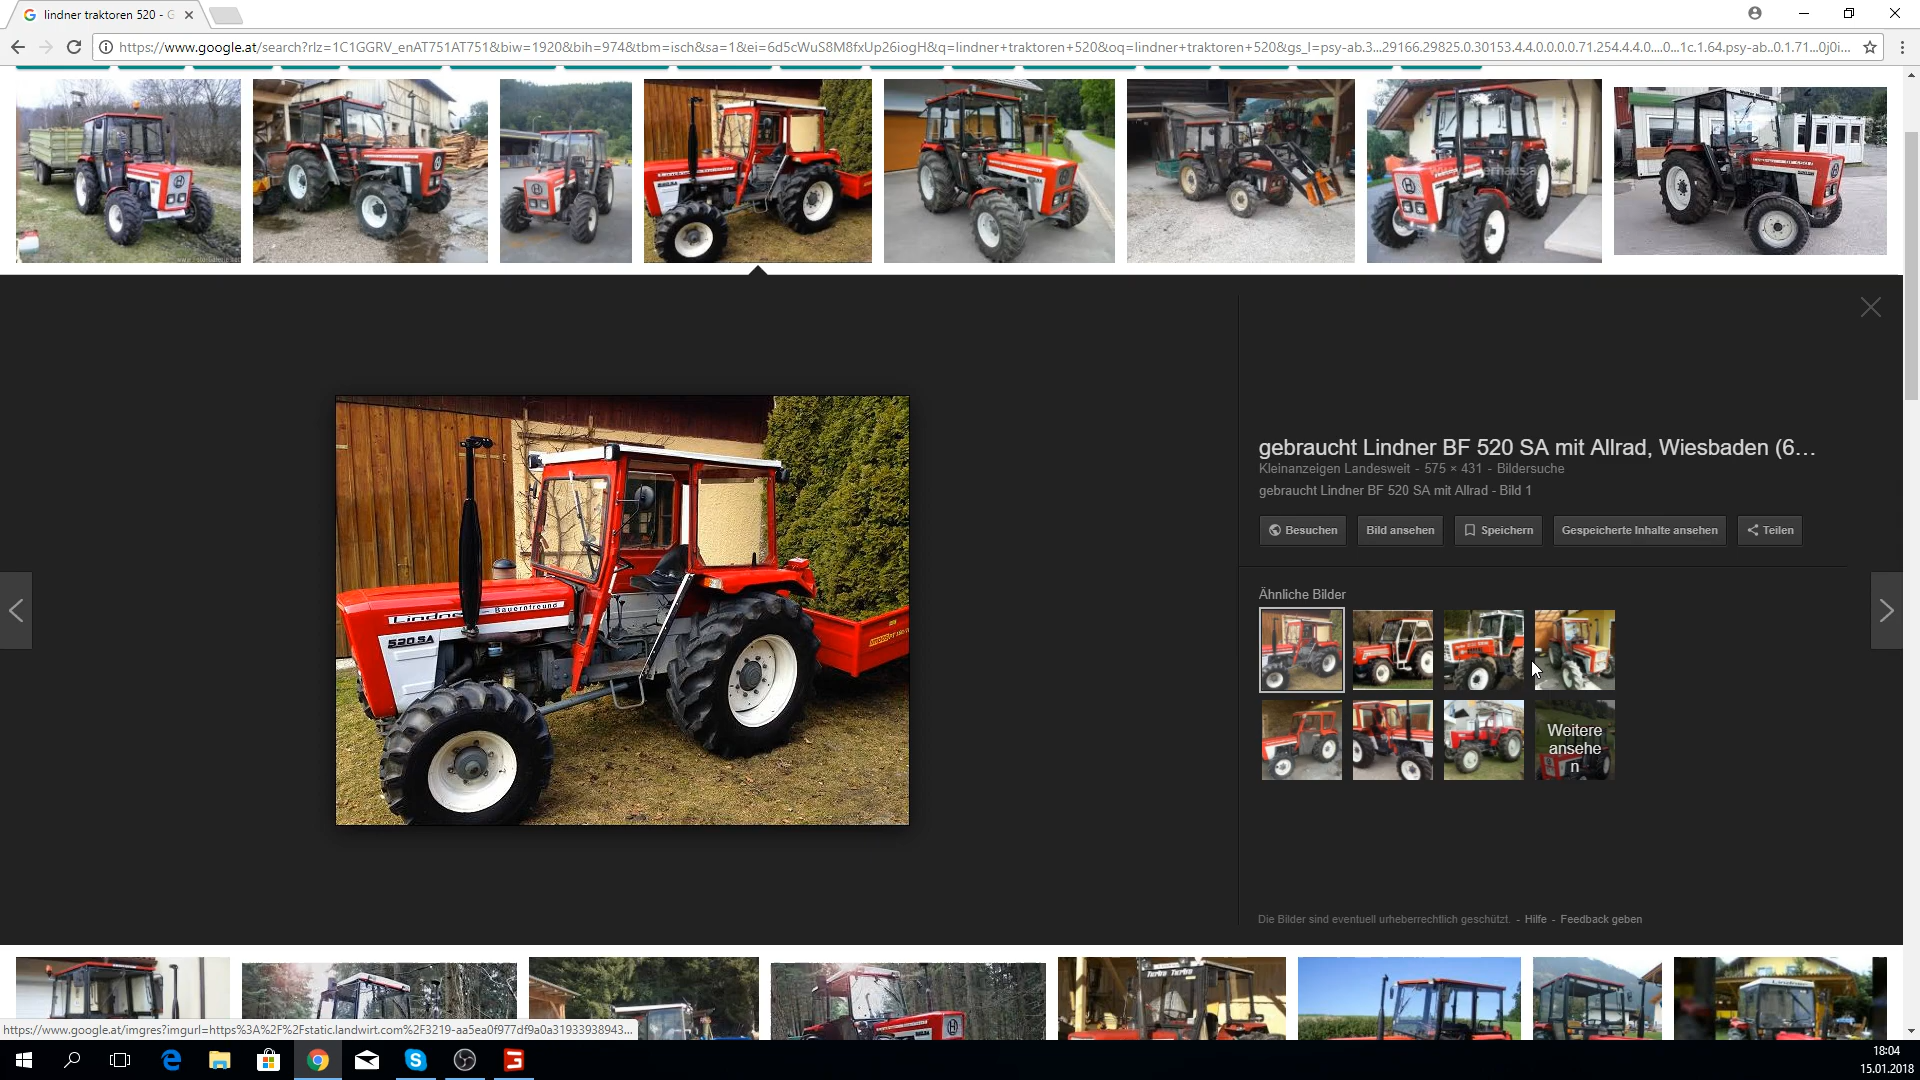 lindner traktoren 520 - G
https://www.google.at/search?rlz=1C1GGRV_enAT751AT751&biw=1920&bih=974&tbm=isch&sa=1&ei=6d5cWuS8M8fxUp26iogH&q=lindner+traktoren+520&oq=lindner+traktoren+520&gs_l=psy-ab.3...29166.29825.0.30153.4.4.0.0.0.0.71.254.4.4.0....0...1c.1.64.psy-ab..0.1.71...0j0i...
gebraucht Lindner BF 520 SA mit Allrad, Wiesbaden (6...
Kleinanzeigen Landesweit - 575 × 431 - Bildersuche
gebraucht Lindner BF 520 SA mit Allrad - Bild 1
Besuchen Bild ansehen Speichern Gespeicherte Inhalte ansehen Teilen
Ähnliche Bilder
Lindner Bauernfreund
520.SA
Weitere
ansehe
n
Die Bilder sind eventuell urheberrechtlich geschützt. - Hilfe - Feedback geben
Turbo Turbo
Lindner
https://www.google.at/imgres?imgurl=https%3A%2F%2Fstatic.landwirt.com%2F3219-aa5ea0f977df9a0a31933938943...
18:04
15.01.2018